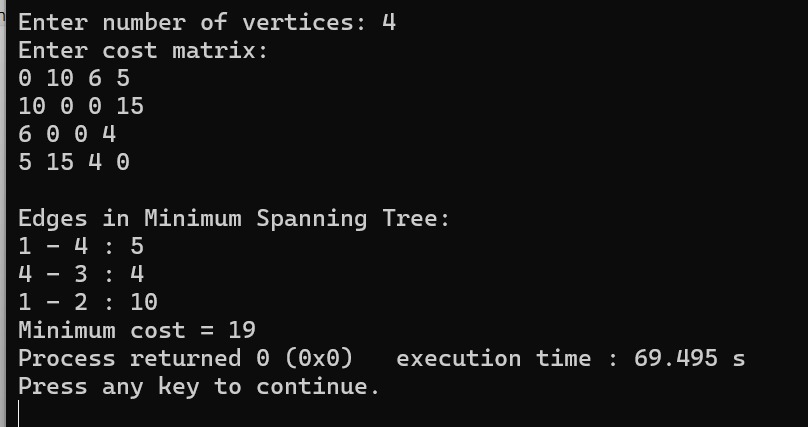 Enter number of vertices: 4
Enter cost matrix:
0 10 6 5
10 0 0 15
6 0 0 4
5 15 4 0
Edges in Minimum Spanning Tree:
1 - 4 : 5
4 - 3 : 4
1 - 2 : 10
Minimum cost = 19
Process returned 0 (0x0)   execution time : 69.495 s
Press any key to continue.